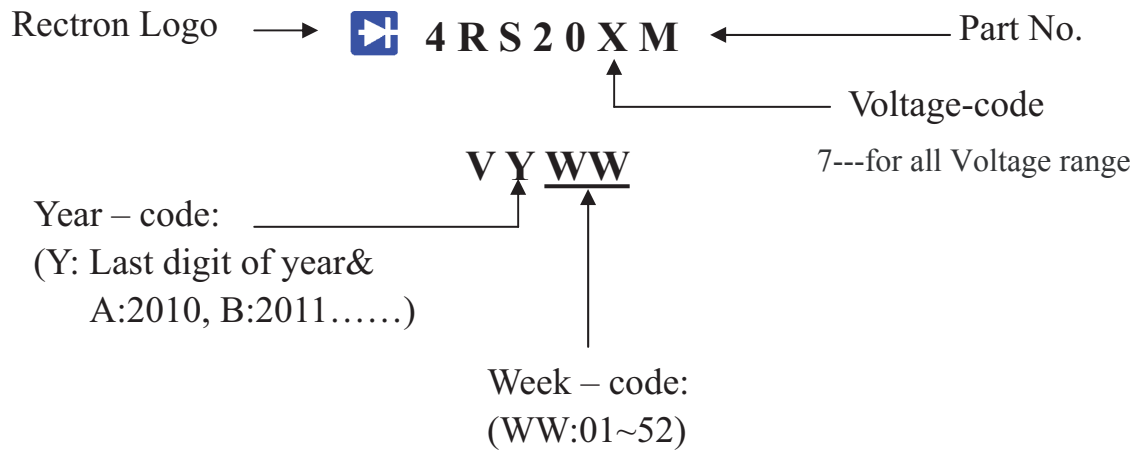 Rectron Logo 4 R S 2 0 X M Part No.
Voltage-code
V Y WW 7---for all Voltage range
Year – code:
(Y: Last digit of year&
A:2010, B:2011……)
Week – code:
(WW:01~52)